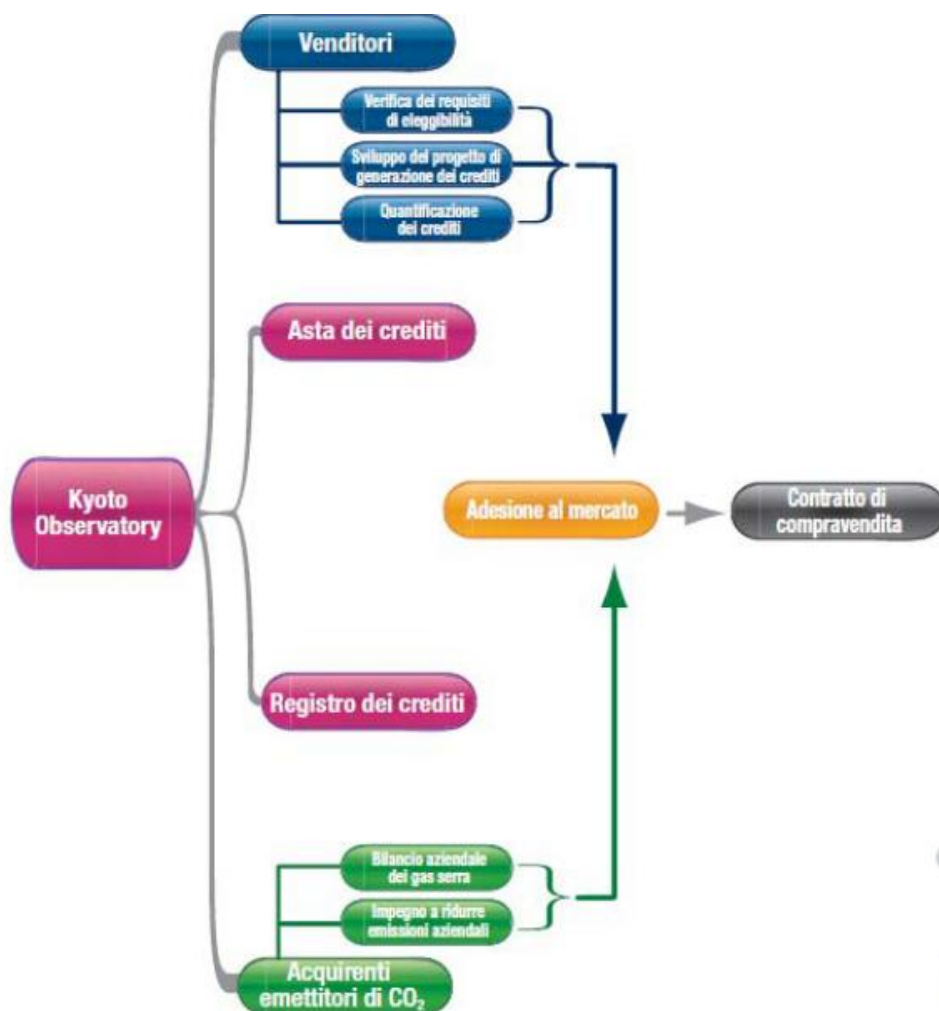 Venditori
Verifica dei requisiti
di eleggibilità
Sviluppo del progetto di
generazione dei crediti
Quantificazione
dei crediti
Asta dei crediti
Kyoto
Observatory
Adesione al mercato
Contratto di
compravendita
Registro dei crediti
Bilancio aziendale
dei gas serra
Impegno a ridurre
emissioni aziendali
Acquirenti
emettitori di CO₂